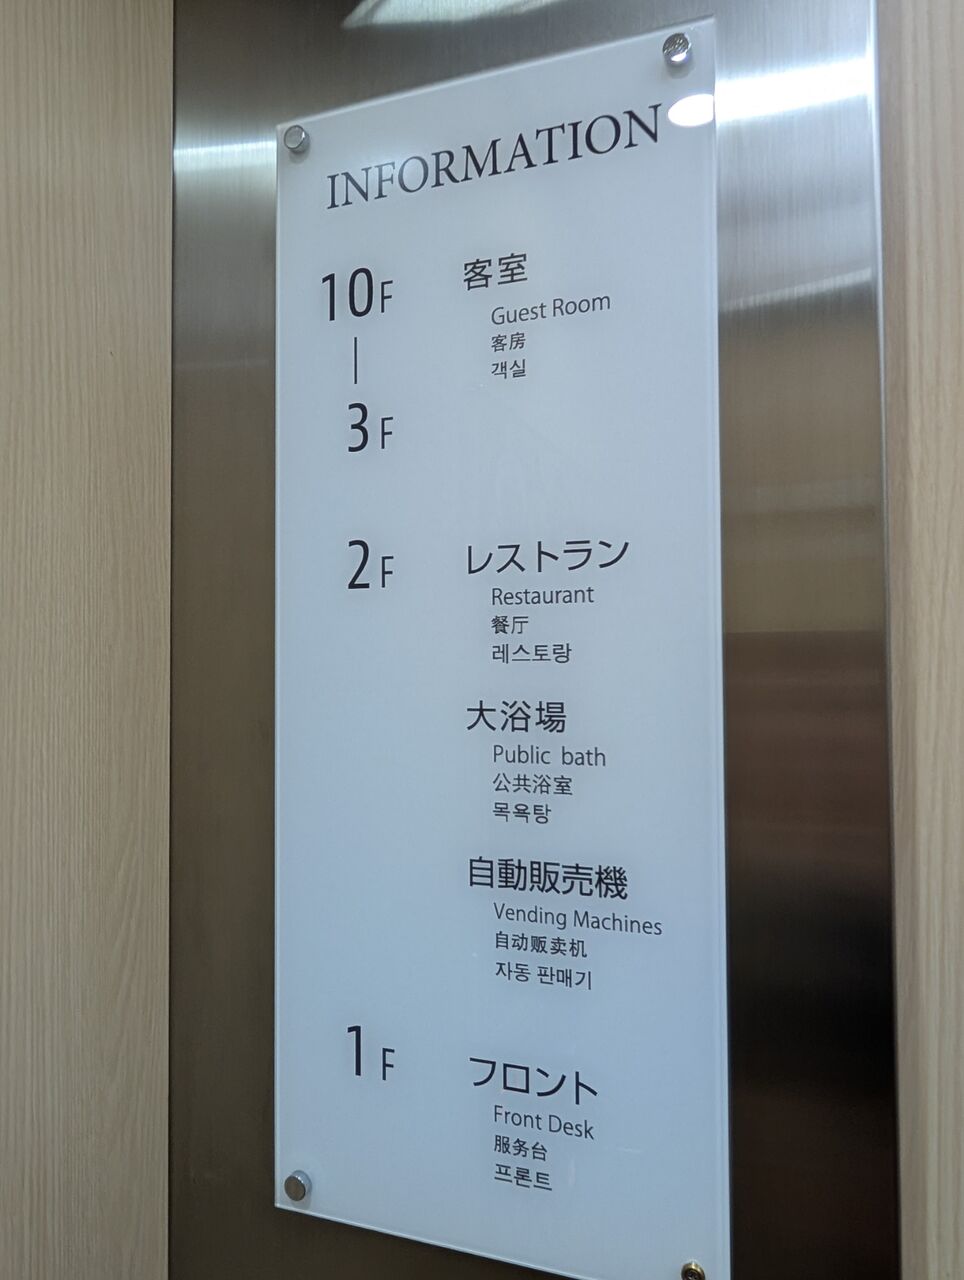 INFORMATION
10F
|
3F
客室
Guest Room
客房
객실
2F
レストラン
Restaurant
餐厅
레스토랑
大浴場
Public bath
公共浴室
목욕탕
自動販売機
Vending Machines
自动贩卖机
자동 판매기
1F
フロント
Front Desk
服务台
프론트